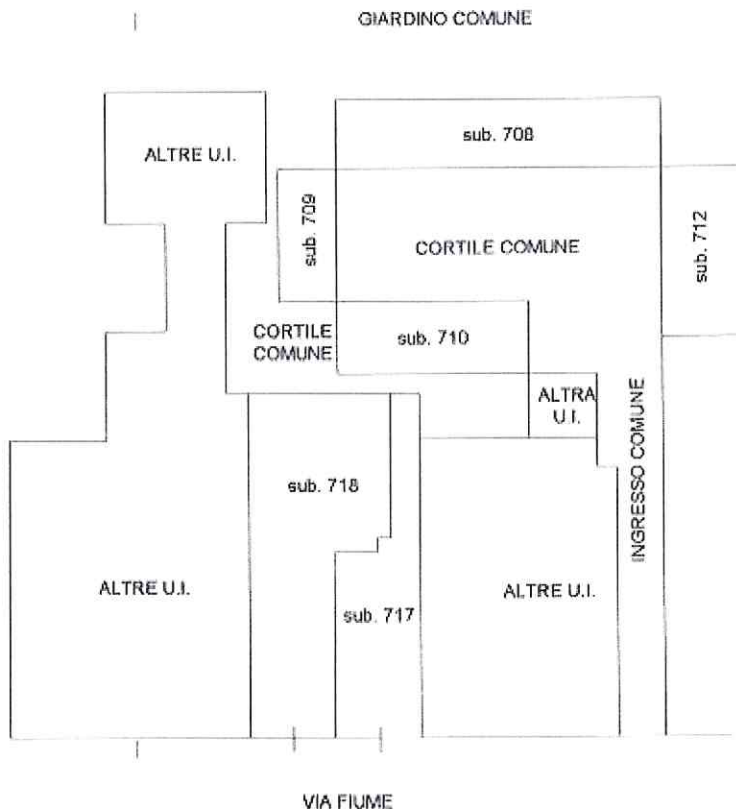 GIARDINO COMUNE
ALTRE U.I.
sub. 708
sub. 709
CORTILE COMUNE
sub. 712
CORTILE
COMUNE
sub. 710
ALTRA
U.I.
INGRESSO COMUNE
sub. 718
ALTRE U.I.
sub. 717
ALTRE U.I.
VIA FIUME